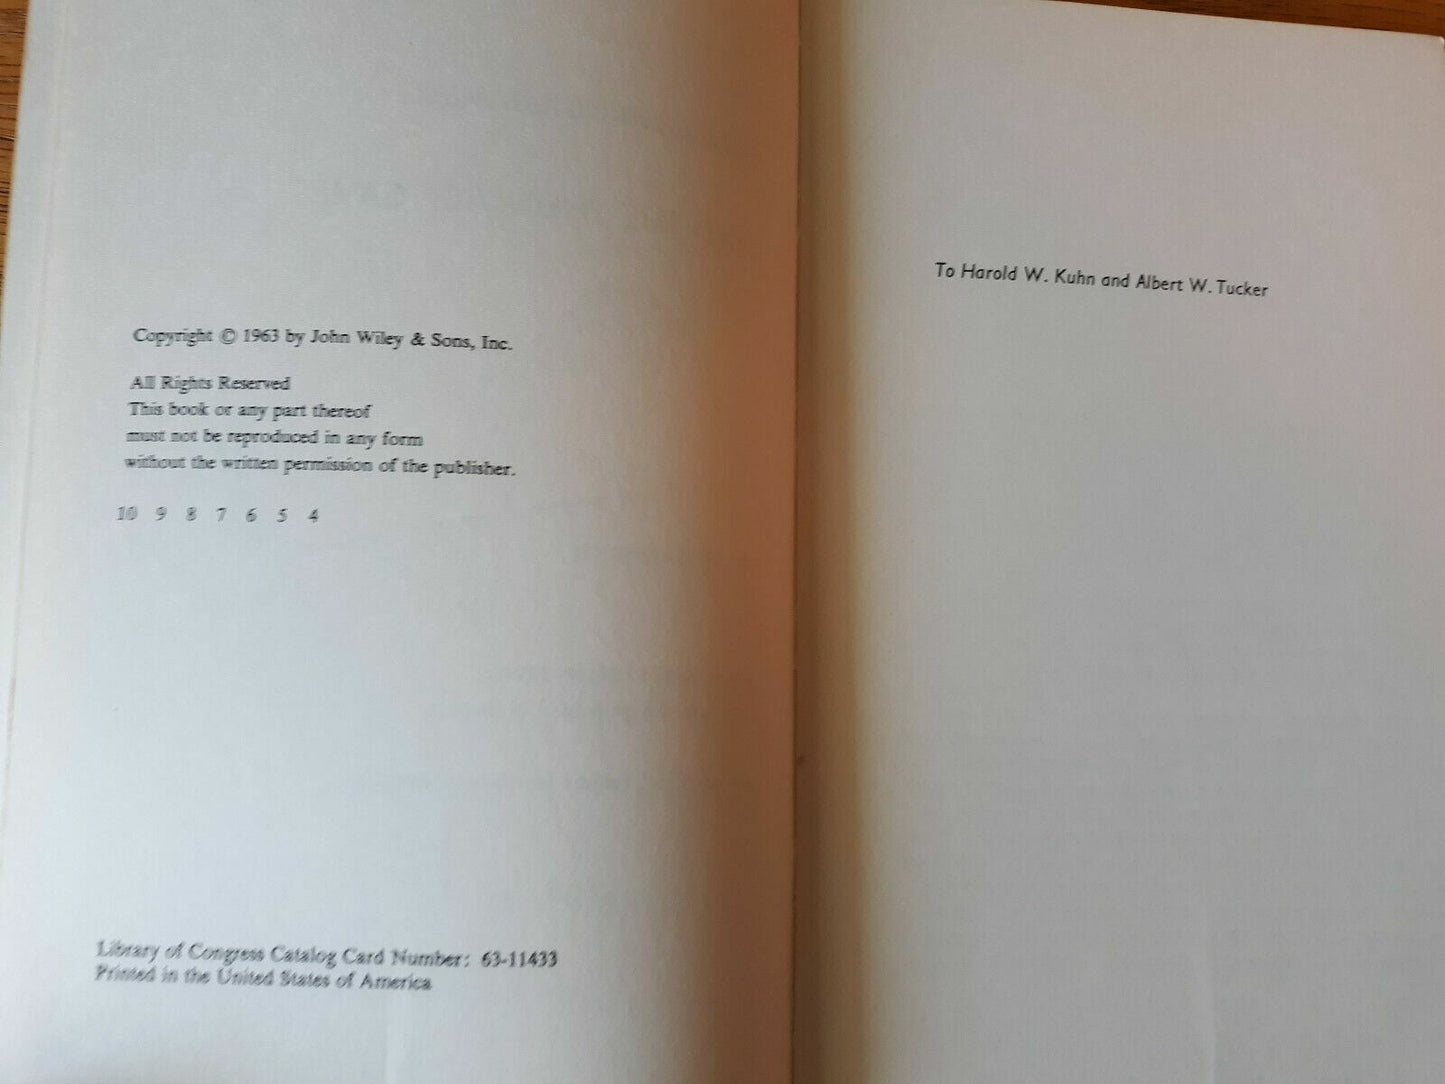 Copyright © 1963 by John Wiley & Sons, Inc.
All Rights Reserved
This book or any part thereof
must not be reproduced in any form
without the written permission of the publisher.
10 9 8 7 6 5 4
Library of Congress Catalog Card Number: 63-11433
Printed in the United States of America
To Harold W. Kuhn and Albert W. Tucker